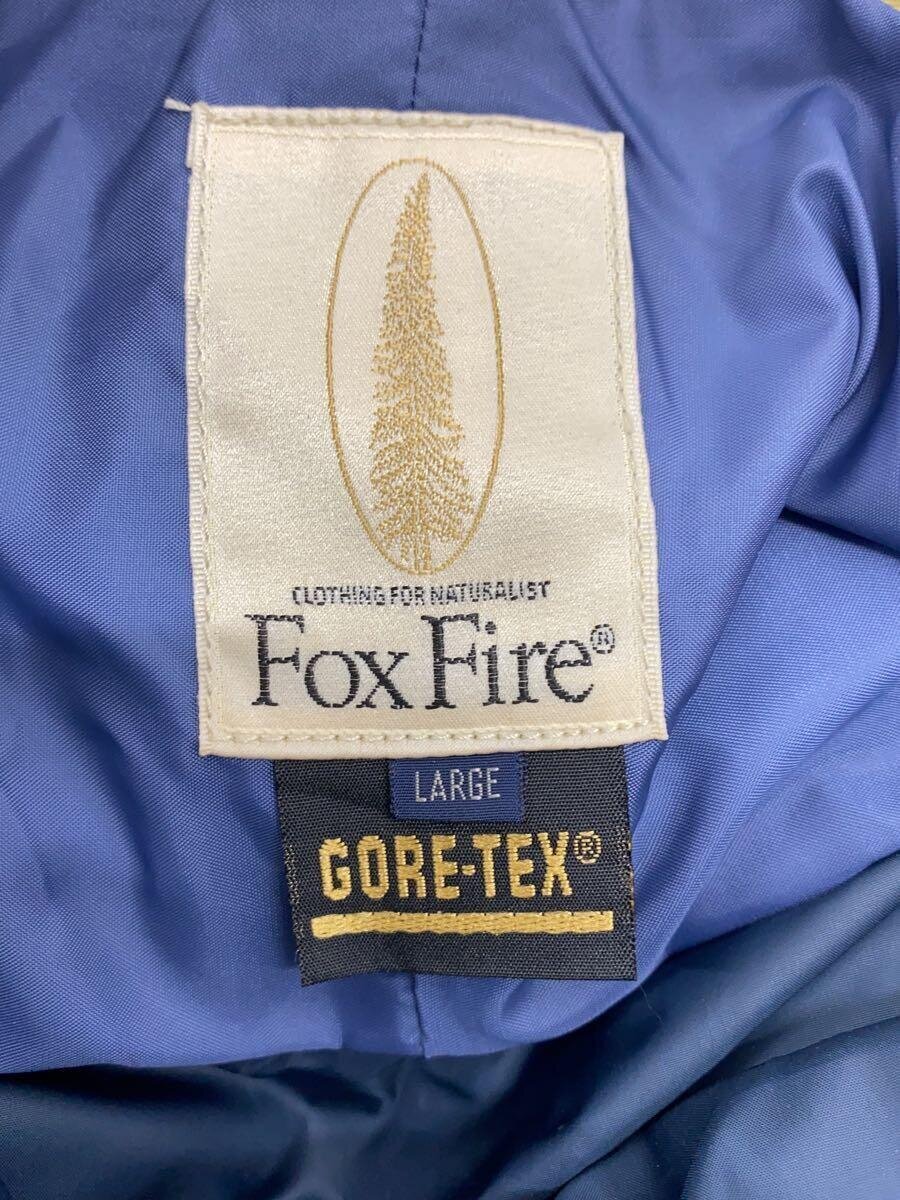 CLOTHING FOR NATURALIST
Fox Fire®
LARGE
GORE-TEX®